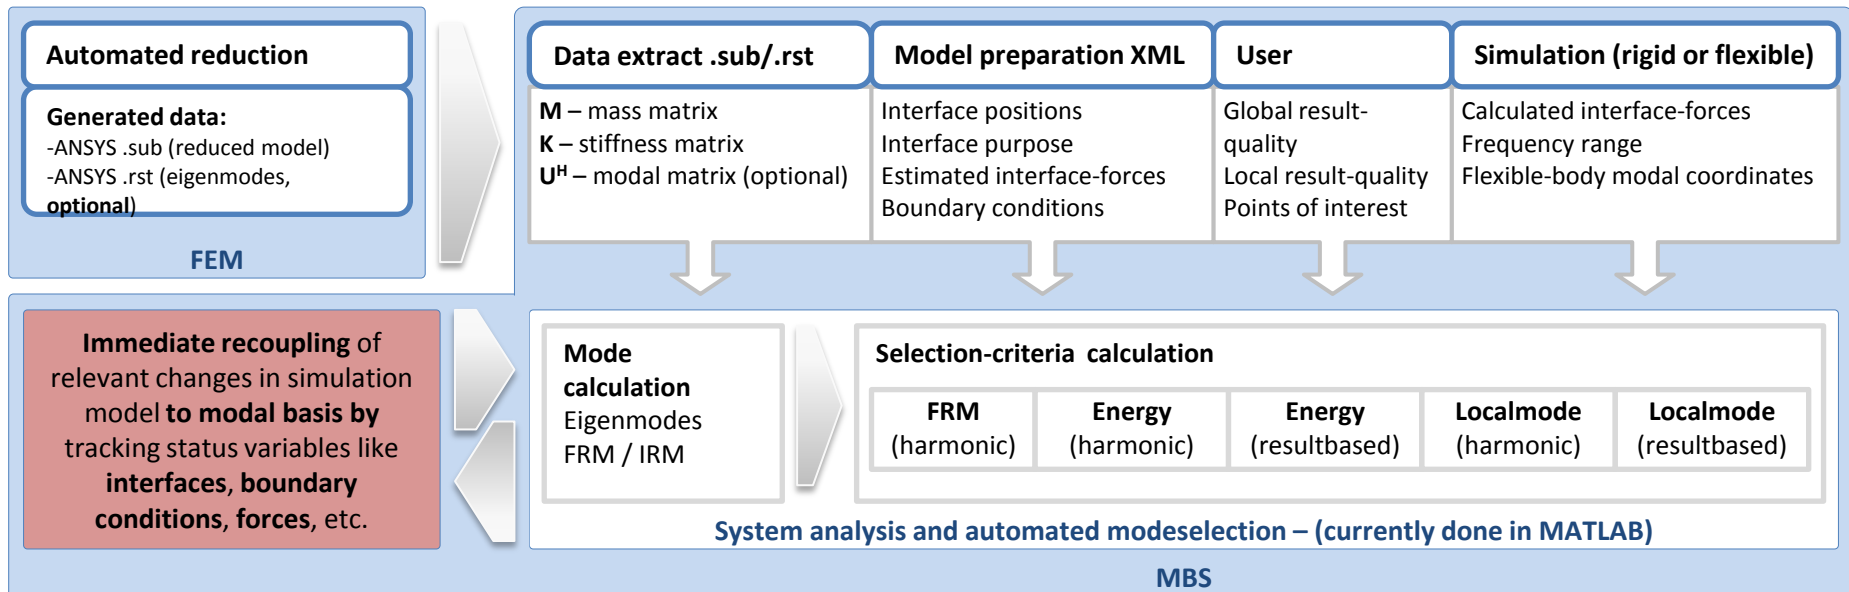 Automated reduction
Generated data:
-ANSYS .sub (reduced model)
-ANSYS .rst (eigenmodes,
optional)
FEM
Data extract .sub/.rst
M – mass matrix
K – stiffness matrix
Uᴴ – modal matrix (optional)
Model preparation XML
Interface positions
Interface purpose
Estimated interface-forces
Boundary conditions
User
Global result-
quality
Local result-quality
Points of interest
Simulation (rigid or flexible)
Calculated interface-forces
Frequency range
Flexible-body modal coordinates
Immediate recoupling of
relevant changes in simulation
model to modal basis by
tracking status variables like
interfaces, boundary
conditions, forces, etc.
Mode
calculation
Eigenmodes
FRM / IRM
Selection-criteria calculation
FRM
(harmonic)
Energy
(harmonic)
Energy
(resultbased)
Localmode
(harmonic)
Localmode
(resultbased)
System analysis and automated modeselection – (currently done in MATLAB)
MBS